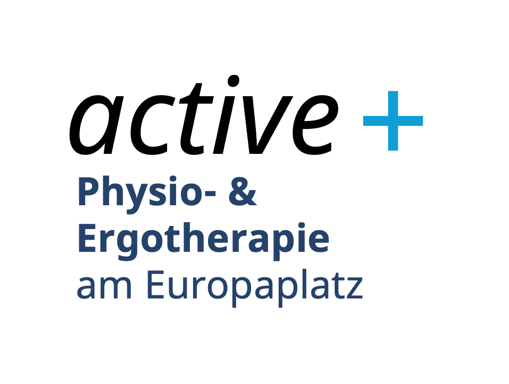 active +
Physio- &
Ergotherapie
am Europaplatz